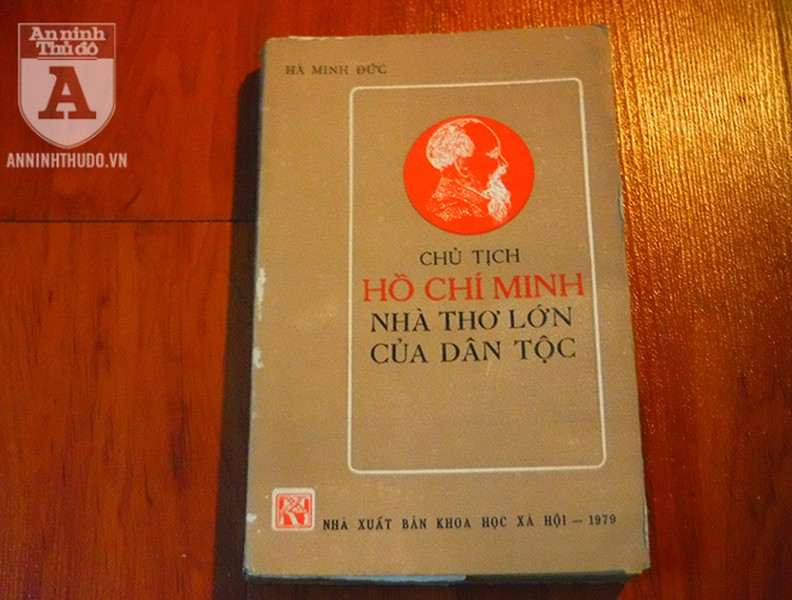 An ninh
Thủ đô
A
ANNINHTHUDO.VN
HÀ MINH ĐỨC
CHỦ TỊCH
HỒ CHÍ MINH
NHÀ THƠ LỚN
CỦA DÂN TỘC
NHÀ XUẤT BẢN KHOA HỌC XÃ HỘI – 1979